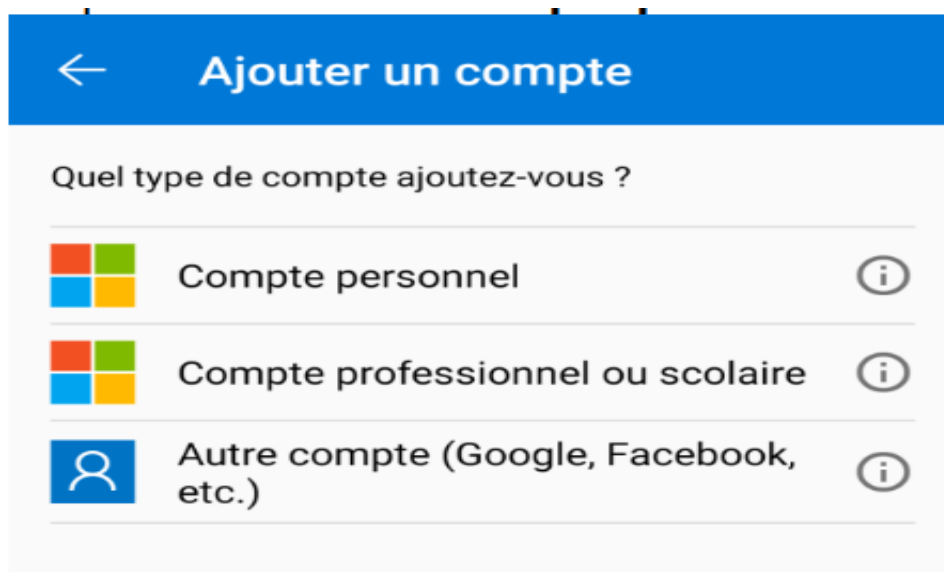 Ajouter un compte
Quel type de compte ajoutez-vous ?
Compte personnel
Compte professionnel ou scolaire
Autre compte (Google, Facebook,
etc.)